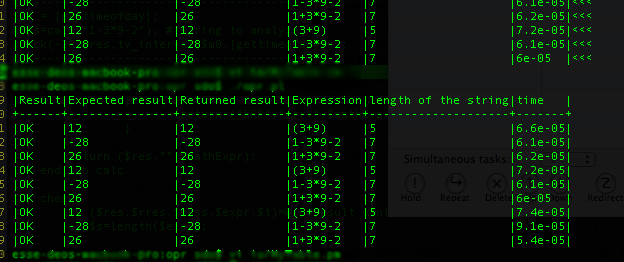 |OK |-28 |-28 |1-3*9-2 |7 |6.1e-05|<<<
|OK |26 |26 |1+3*9-2 |7 |6.2e-05|<<<
|OK |12 |12 |(3+9) |5 |7.2e-05|<<<
|OK |-28 |-28 |1-3*9-2 |7 |6.1e-05|<<<
|OK |26 |26 |1+3*9-2 |7 |6e-05 |<<<
|Result|Expected result|Returned result|Expression|length of the string|time |
|OK |12 |12 |(3+9) |5 |6.6e-05|
|OK |-28 |-28 |1-3*9-2 |7 |6.1e-05|
|OK |26 |26 |1+3*9-2 |7 |6.2e-05|
|OK |12 |12 |(3+9) |5 |7.2e-05|
|OK |-28 |-28 |1-3*9-2 |7 |6.1e-05|
|OK |26 |26 |1+3*9-2 |7 |6e-05 |
|OK |12 |12 |(3+9) |5 |7.4e-05|
|OK |-28 |-28 |1-3*9-2 |7 |9.1e-05|
|OK |26 |26 |1+3*9-2 |7 |5.4e-05|
Simultaneous tasks
Hold Repeat Redirect